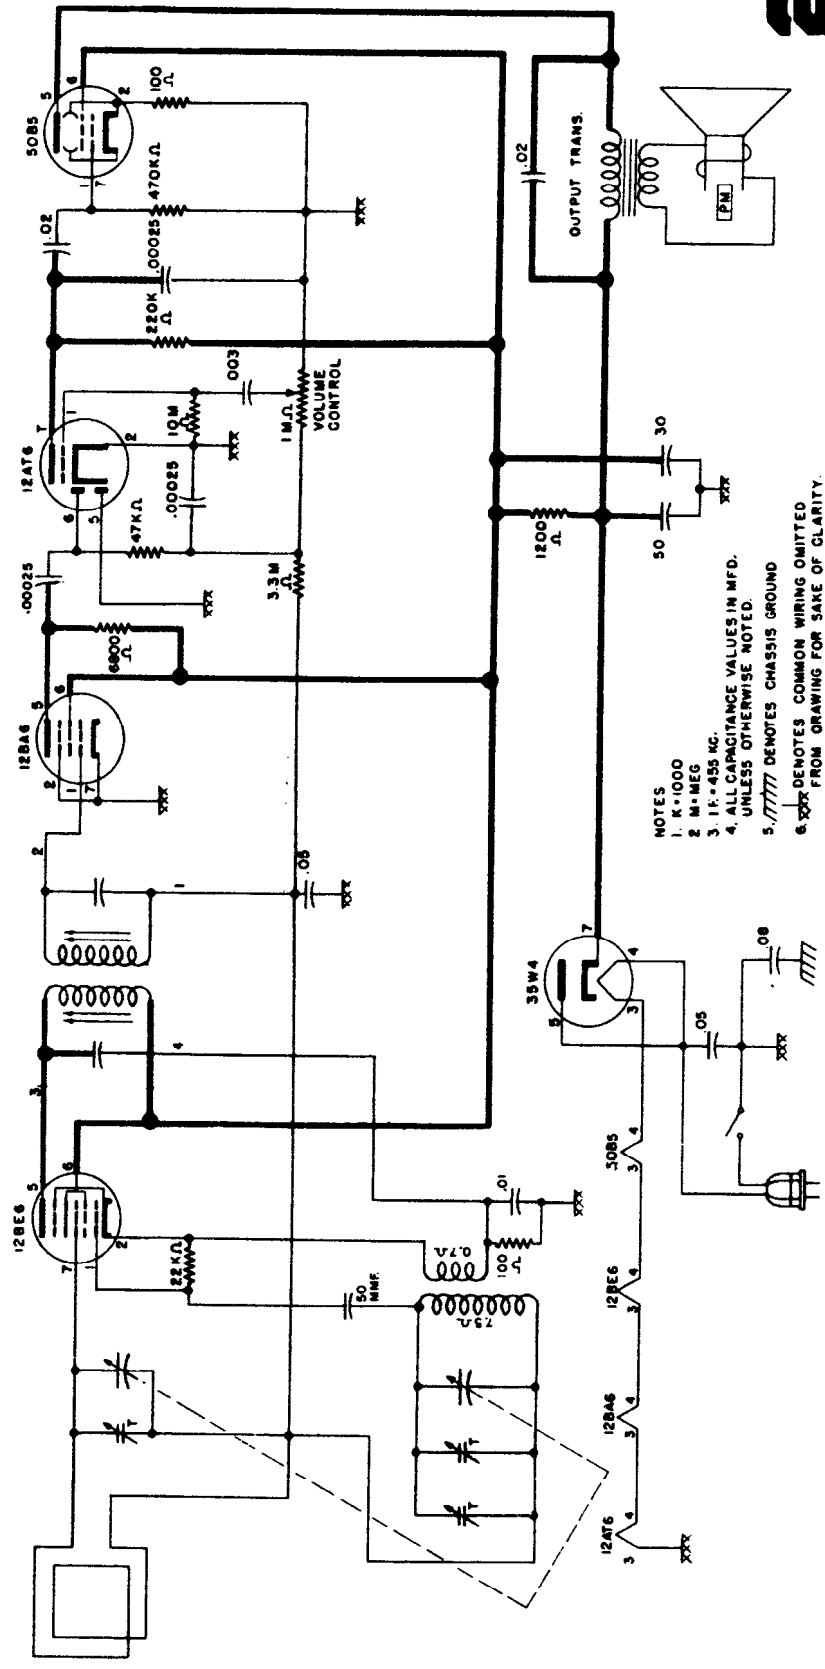 12BE6
5
6
7
1
2
3
4
22KΩ
50
MMF.
0.7Ω
7.5Ω
100
Ω
.01
2
1
.05
12BA6
5
6
2
1
7
6800
Ω
.00025
12AT6
7
1
2
6
5
47KΩ
.00025
10M
Ω
.003
3.3M
Ω
1MΩ
VOLUME
CONTROL
220K
Ω
.00025
.02
470KΩ
50B5
5
6
2
1
7
100
Ω
1200
Ω
50
30
.02
OUTPUT TRANS.
PM
35W4
5
7
3
4
.05
.08
12AT6
3
4
12BA6
3
4
12BE6
3
4
50B5
3
4
NOTES
1. K=1000
2 M=MEG
3. I F.=455 KC.
4. ALL CAPACITANCE VALUES IN MFD.
UNLESS OTHERWISE NOTED.
5. DENOTES CHASSIS GROUND
6. DENOTES COMMON WIRING OMITTED
FROM DRAWING FOR SAKE OF CLARITY.